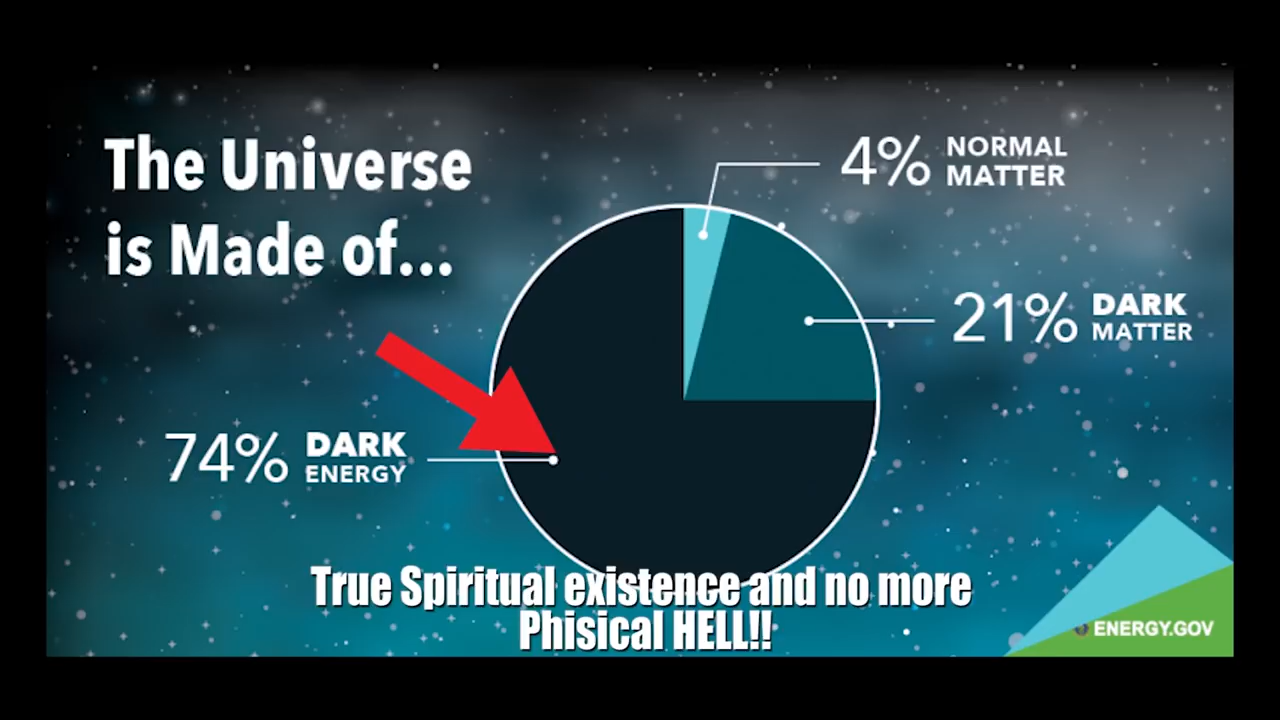 The Universe
is Made of...
4% NORMAL
MATTER
21% DARK
MATTER
74% DARK
ENERGY
True Spiritual existence and no more
Phisical HELL!!
ENERGY.GOV